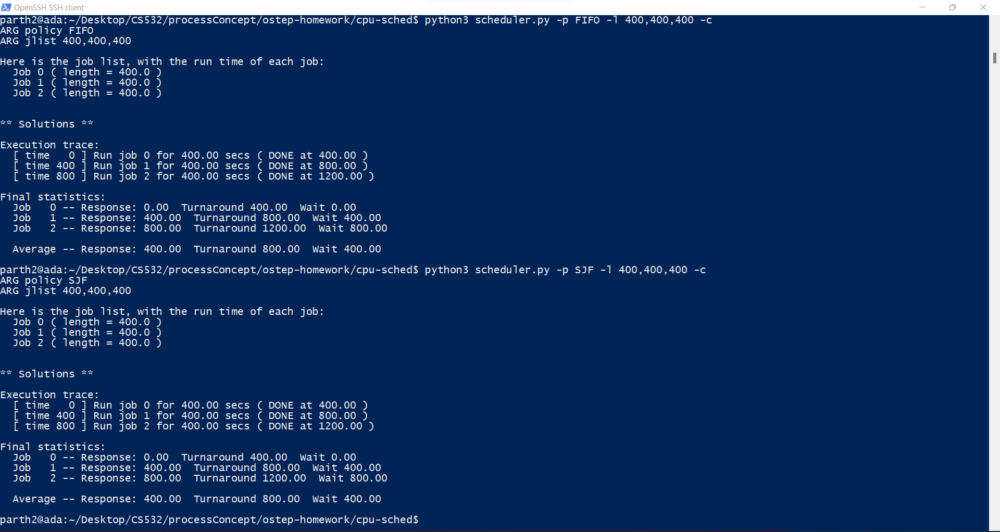 OpenSSH SSH client
parth2@ada:~/Desktop/CS532/processConcept/ostep-homework/cpu-sched$ python3 scheduler.py -p FIFO -l 400,400,400 -c
ARG policy FIFO
ARG jlist 400,400,400
Here is the job list, with the run time of each job:
Job 0 ( length = 400.0 )
Job 1 ( length = 400.0 )
Job 2 ( length = 400.0 )
** Solutions **
Execution trace:
[ time   0 ] Run job 0 for 400.00 secs ( DONE at 400.00 )
[ time 400 ] Run job 1 for 400.00 secs ( DONE at 800.00 )
[ time 800 ] Run job 2 for 400.00 secs ( DONE at 1200.00 )
Final statistics:
Job   0 -- Response: 0.00  Turnaround 400.00  Wait 0.00
Job   1 -- Response: 400.00  Turnaround 800.00  Wait 400.00
Job   2 -- Response: 800.00  Turnaround 1200.00  Wait 800.00
Average -- Response: 400.00  Turnaround 800.00  Wait 400.00
parth2@ada:~/Desktop/CS532/processConcept/ostep-homework/cpu-sched$ python3 scheduler.py -p SJF -l 400,400,400 -c
ARG policy SJF
ARG jlist 400,400,400
Here is the job list, with the run time of each job:
Job 0 ( length = 400.0 )
Job 1 ( length = 400.0 )
Job 2 ( length = 400.0 )
** Solutions **
Execution trace:
[ time   0 ] Run job 0 for 400.00 secs ( DONE at 400.00 )
[ time 400 ] Run job 1 for 400.00 secs ( DONE at 800.00 )
[ time 800 ] Run job 2 for 400.00 secs ( DONE at 1200.00 )
Final statistics:
Job   0 -- Response: 0.00  Turnaround 400.00  Wait 0.00
Job   1 -- Response: 400.00  Turnaround 800.00  Wait 400.00
Job   2 -- Response: 800.00  Turnaround 1200.00  Wait 800.00
Average -- Response: 400.00  Turnaround 800.00  Wait 400.00
parth2@ada:~/Desktop/CS532/processConcept/ostep-homework/cpu-sched$